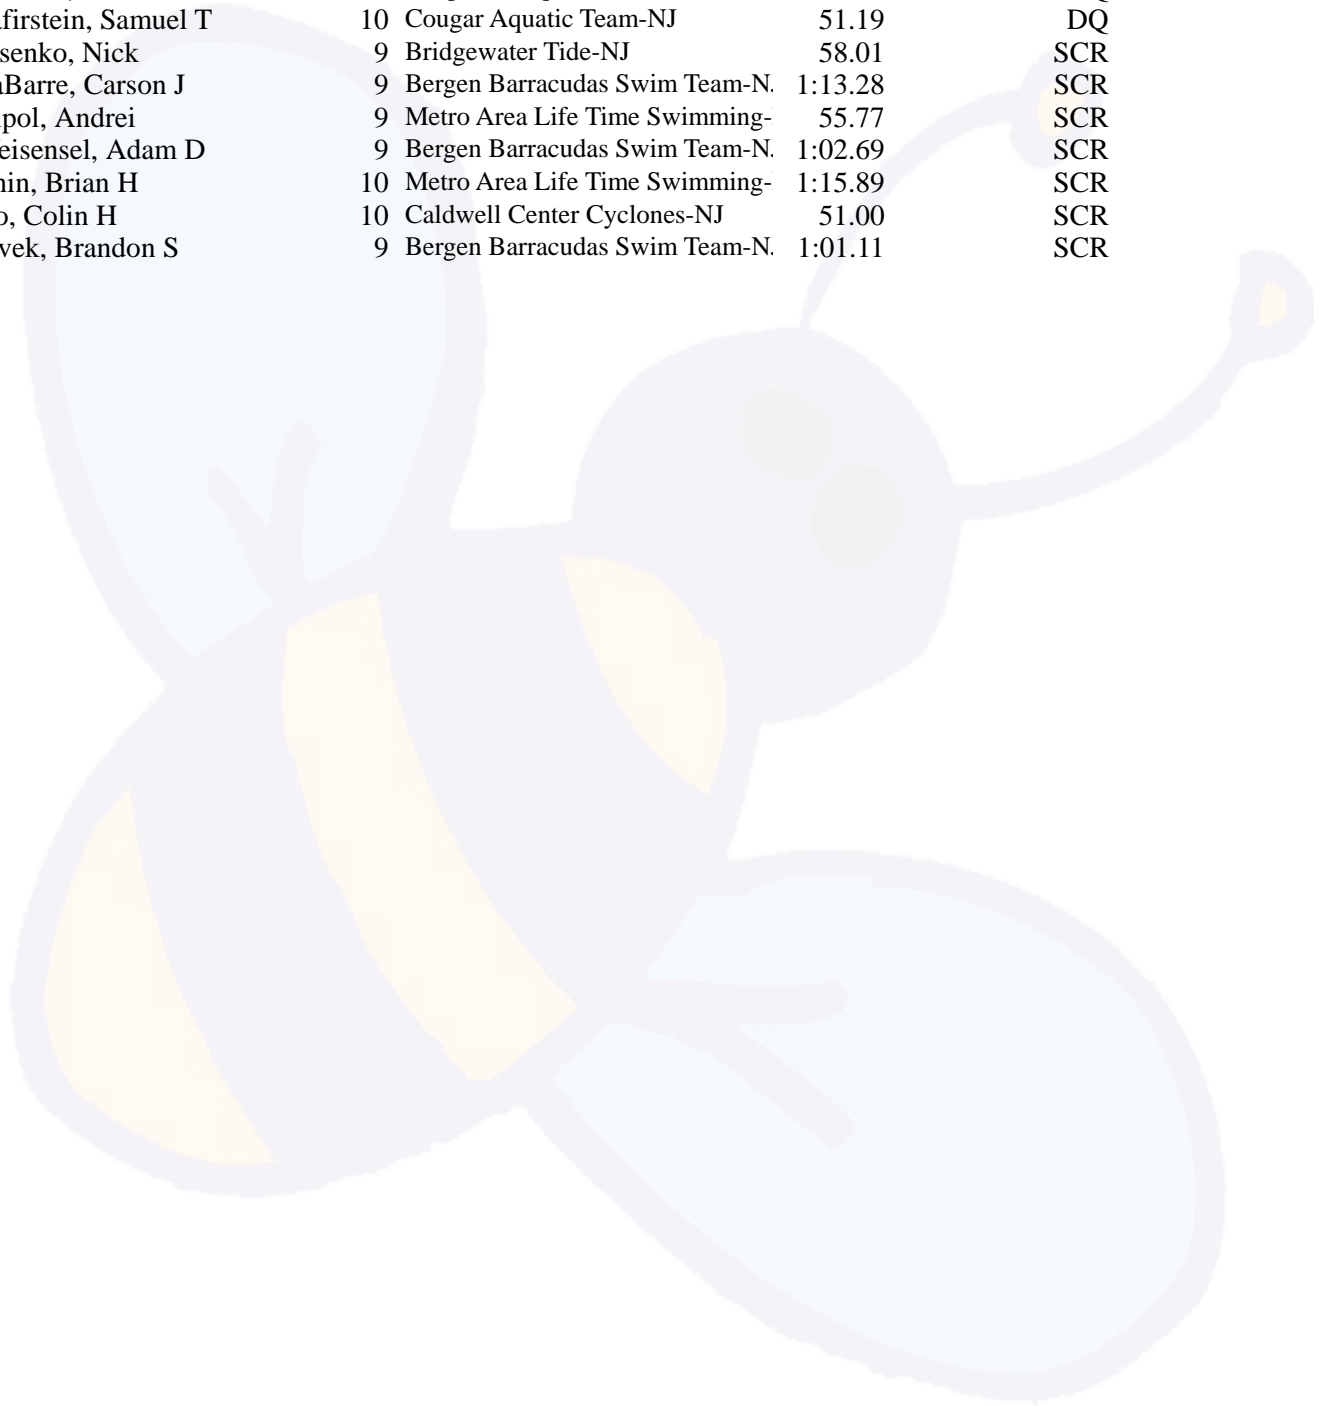 afirstein, Samuel T 10 Cougar Aquatic Team-NJ 51.19 DQ
senko, Nick 9 Bridgewater Tide-NJ 58.01 SCR
aBarre, Carson J 9 Bergen Barracudas Swim Team-N. 1:13.28 SCR
pol, Andrei 9 Metro Area Life Time Swimming- 55.77 SCR
eisensel, Adam D 9 Bergen Barracudas Swim Team-N. 1:02.69 SCR
nin, Brian H 10 Metro Area Life Time Swimming- 1:15.89 SCR
o, Colin H 10 Caldwell Center Cyclones-NJ 51.00 SCR
vek, Brandon S 9 Bergen Barracudas Swim Team-N. 1:01.11 SCR